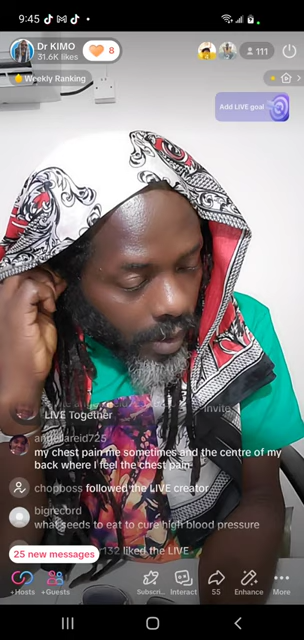 9:45
Dr KIMO
31.6K likes
8
111
Weekly Ranking
Add LIVE goal
LIVE Together
Invite
my chest pain me sometimes and the centre of my
back where I feel the chest pain
chopboss followed the LIVE creator
bigrecord
what seeds to eat to cure high blood pressure
25 new messages
132 liked the LIVE
+Hosts
+Guests
Subscri...
Interact
55
Enhance
More